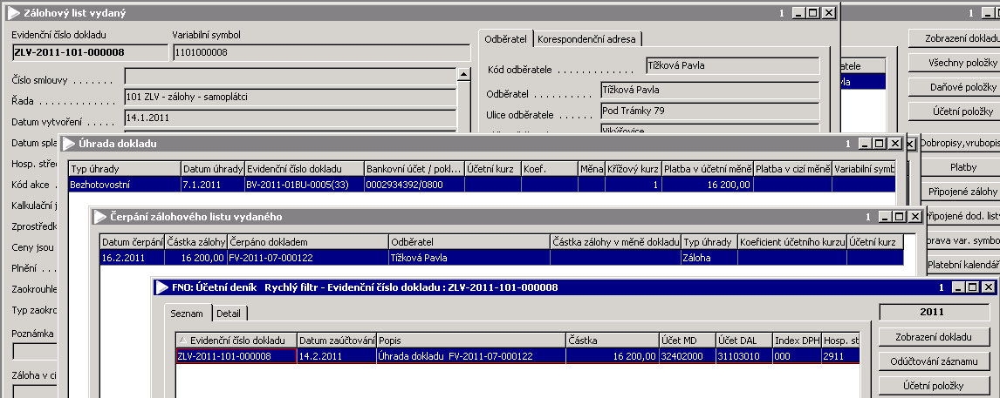 Zálohový list vydaný 1 1
Evidenční číslo dokladu Variabilní symbol
ZLV-2011-101-000008 1101000008
Odběratel Korespondenční adresa
Zobrazení dokladu
Číslo smlouvy . . . . . . .
Kód odběratele . . . . . . . . . . . . . Tížková Pavla
Všechny položky
Řada . . . . . . . . . . . . . 101 ZLV - zálohy - samoplátci
Odběratel . . . . . . . . . Tížková Pavla
Daňové položky
Datum vytvoření . . . . . 14.1.2011
Ulice odběratele . . . . . . Pod Trámky 79
Účetní položky
Vikýřovice
Datum spla
Úhrada dokladu 1
Dobropisy,vrubopis
Hosp. střed
Typ úhrady Datum úhrady Evidenční číslo dokladu Bankovní účet / pokl... Účetní kurz Koef. Měna Křížový kurz Platba v účetní měně Platba v cizí měně Variabilní symb
Platby
Kód akce .
Bezhotovostní 7.1.2011 BV-2011-01BU-0005(33) 0002934392/0800 1 16 200,00
Připojené zálohy
Kalkulační j
Čerpání zálohového listu vydaného 1
Připojené dod. listy
Zprostředk
Datum čerpání Částka zálohy Čerpáno dokladem Odběratel Částka zálohy v měně dokladu Typ úhrady Koeficient účetního kurzu Účetní kurz
prava var. symbo
Ceny jsou
16.2.2011 16 200,00 FV-2011-07-000122 Tížková Pavla Záloha
Platební kalendář
Plnění . . .
Zaokrouhle
FNO: Účetní deník Rychlý filtr - Evidenční číslo dokladu : ZLV-2011-101-000008 1
Typ zaokro
Seznam Detail
2011
Poznámka
Evidenční číslo dokladu Datum zaúčtování Popis Částka Účet MD Účet DAL Index DPH Hosp. st
Zobrazení dokladu
ZLV-2011-101-000008 14.2.2011 Úhrada dokladu FV-2011-07-000122 16 200,00 32402000 31103010 000 2911
Odúčtování záznamu
Záloha v ci
Účetní položky